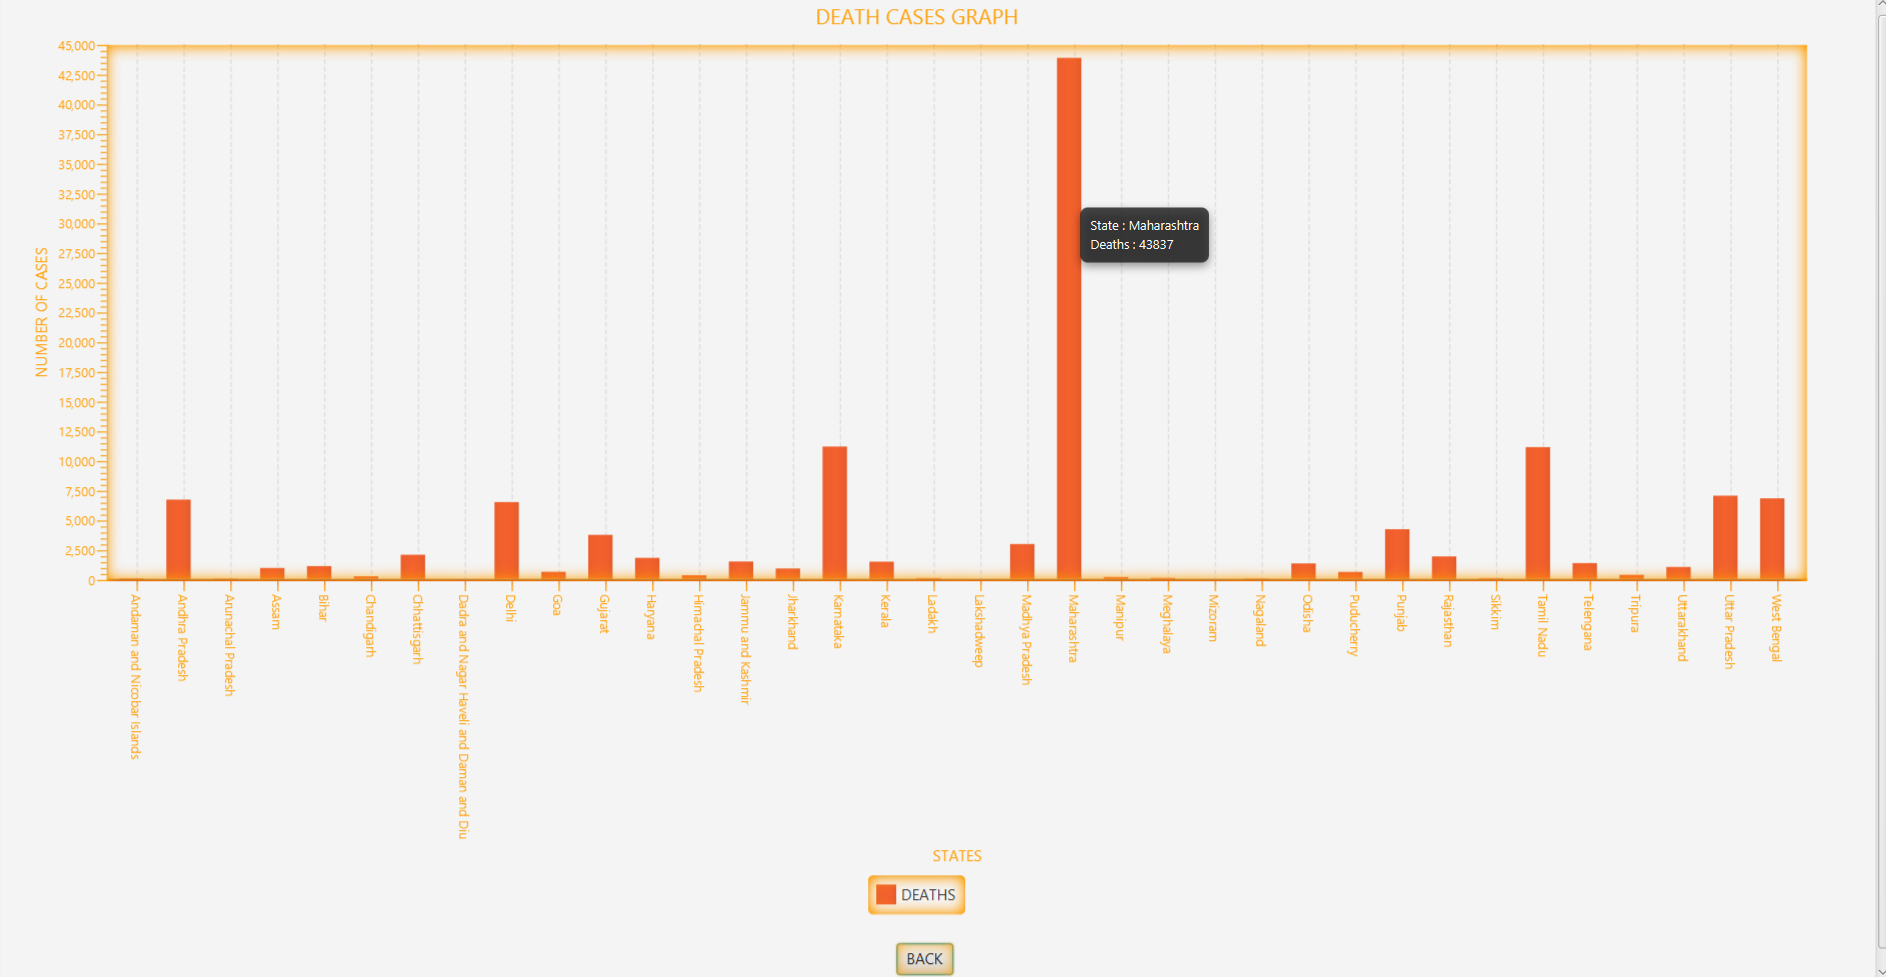 DEATH CASES GRAPH
NUMBER OF CASES
45,000
42,500
40,000
37,500
35,000
32,500
30,000
27,500
25,000
22,500
20,000
17,500
15,000
12,500
10,000
7,500
5,000
2,500
0
State : Maharashtra
Deaths : 43837
Andaman and Nicobar Islands
Andhra Pradesh
Arunachal Pradesh
Assam
Bihar
Chandigarh
Chhattisgarh
Dadra and Nagar Haveli and Daman and Diu
Delhi
Goa
Gujarat
Haryana
Himachal Pradesh
Jammu and Kashmir
Jharkhand
Karnataka
Kerala
Ladakh
Lakshadweep
Madhya Pradesh
Maharashtra
Manipur
Meghalaya
Mizoram
Nagaland
Odisha
Puducherry
Punjab
Rajasthan
Sikkim
Tamil Nadu
Telengana
Tripura
Uttarakhand
Uttar Pradesh
West Bengal
STATES
DEATHS
BACK